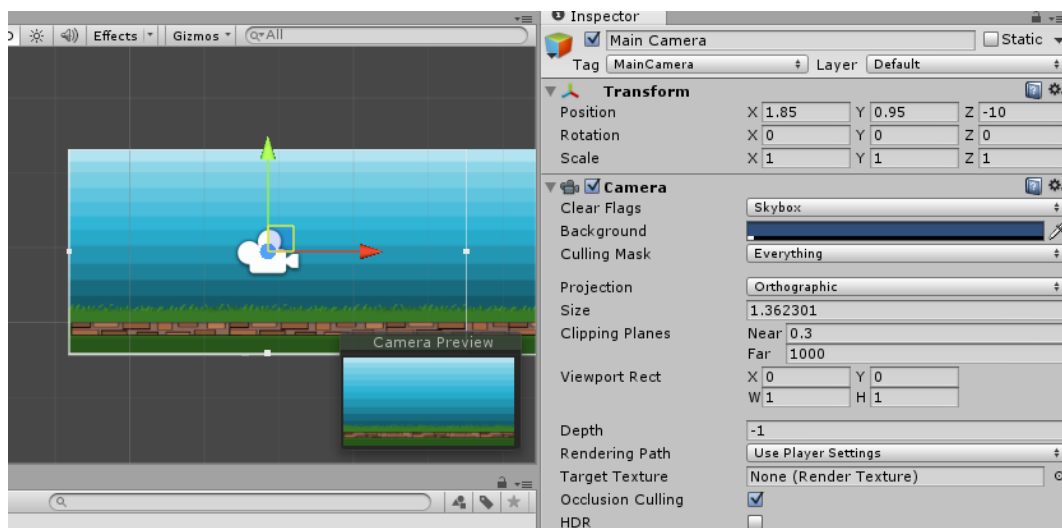 Inspector
Effects Gizmos All
Main Camera Static
Tag MainCamera Layer Default
Transform
Position X 1.85 Y 0.95 Z -10
Rotation X 0 Y 0 Z 0
Scale X 1 Y 1 Z 1
Camera
Clear Flags Skybox
Background
Culling Mask Everything
Projection Orthographic
Size 1.362301
Clipping Planes Near 0.3
Far 1000
Viewport Rect X 0 Y 0
W 1 H 1
Depth -1
Rendering Path Use Player Settings
Target Texture None (Render Texture)
Occlusion Culling
HDR
Camera Preview